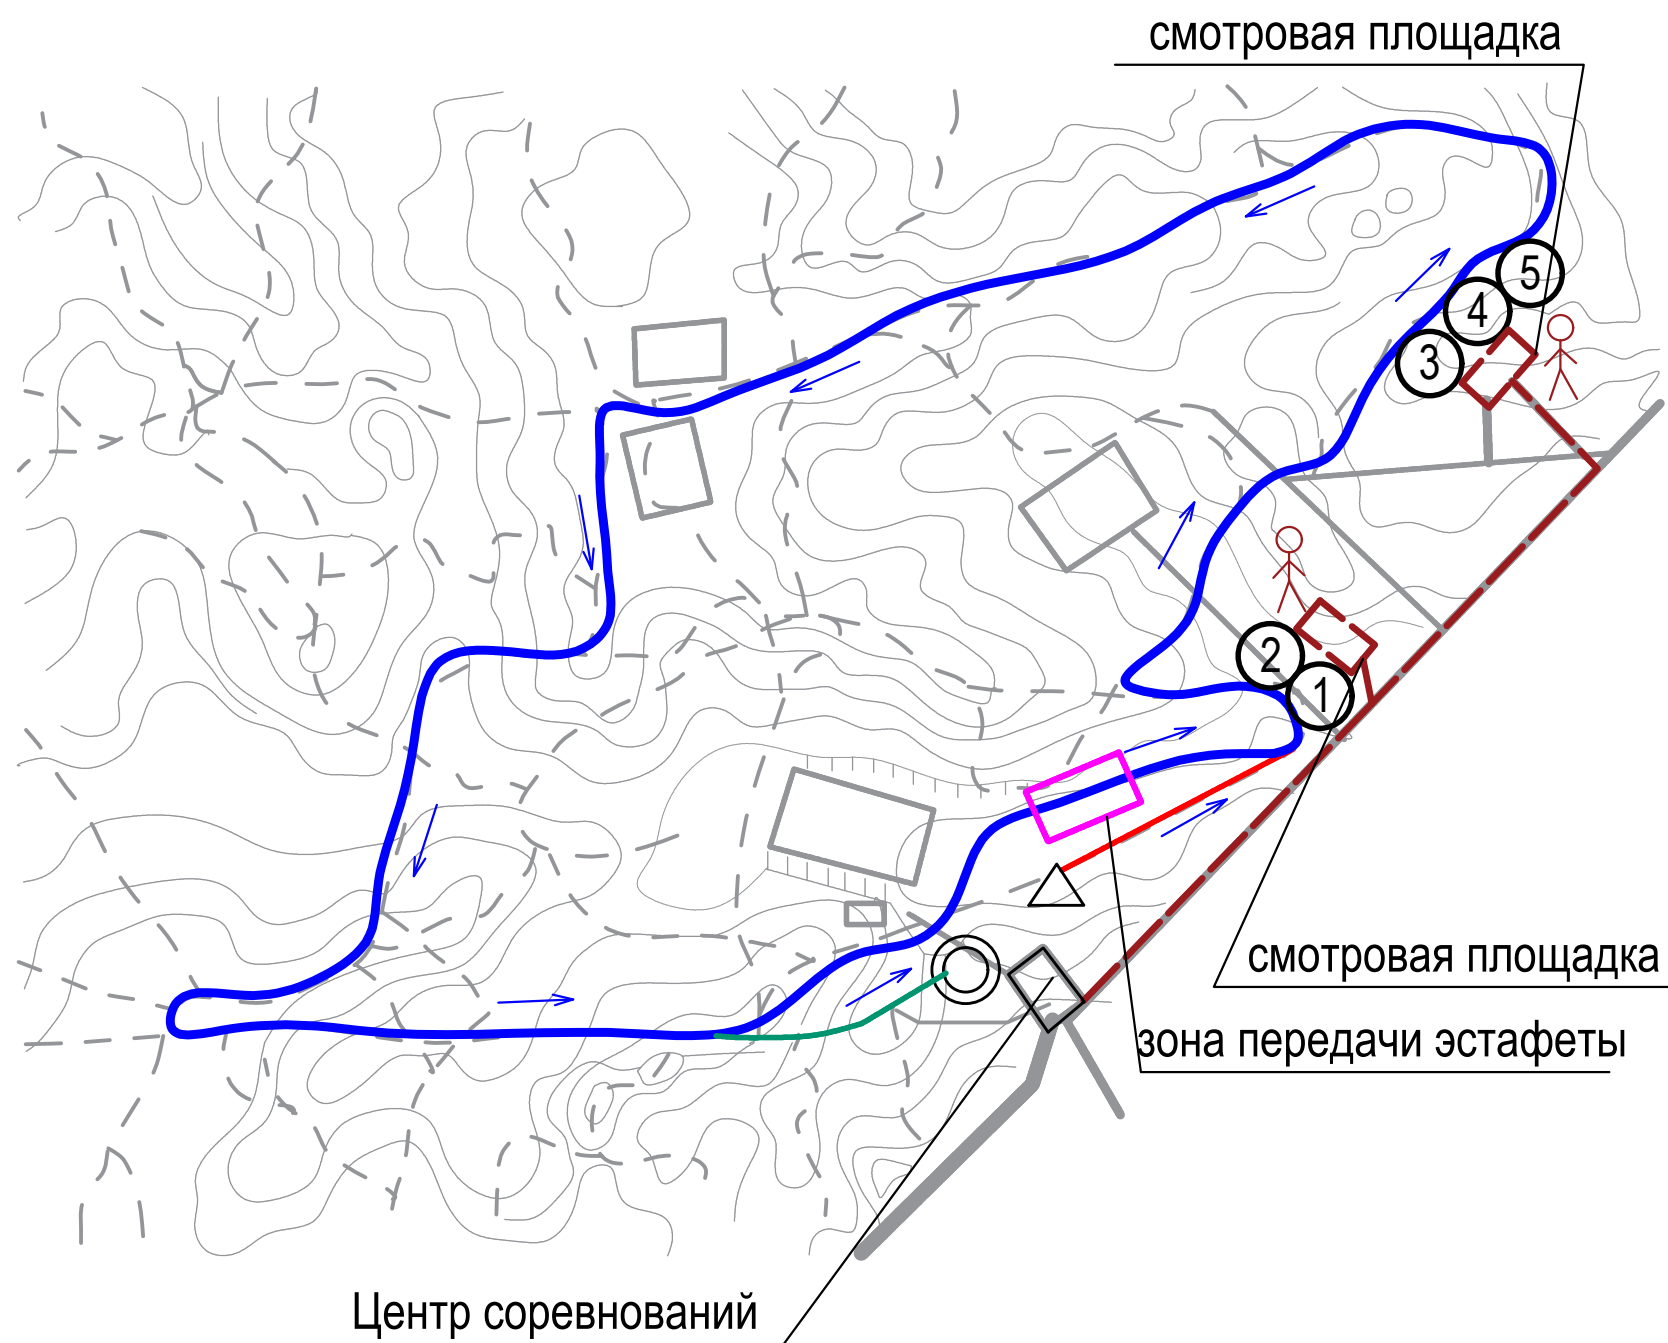 смотровая площадка
5
4
3
2
1
смотровая площадка
зона передачи эстафеты
Центр соревнований